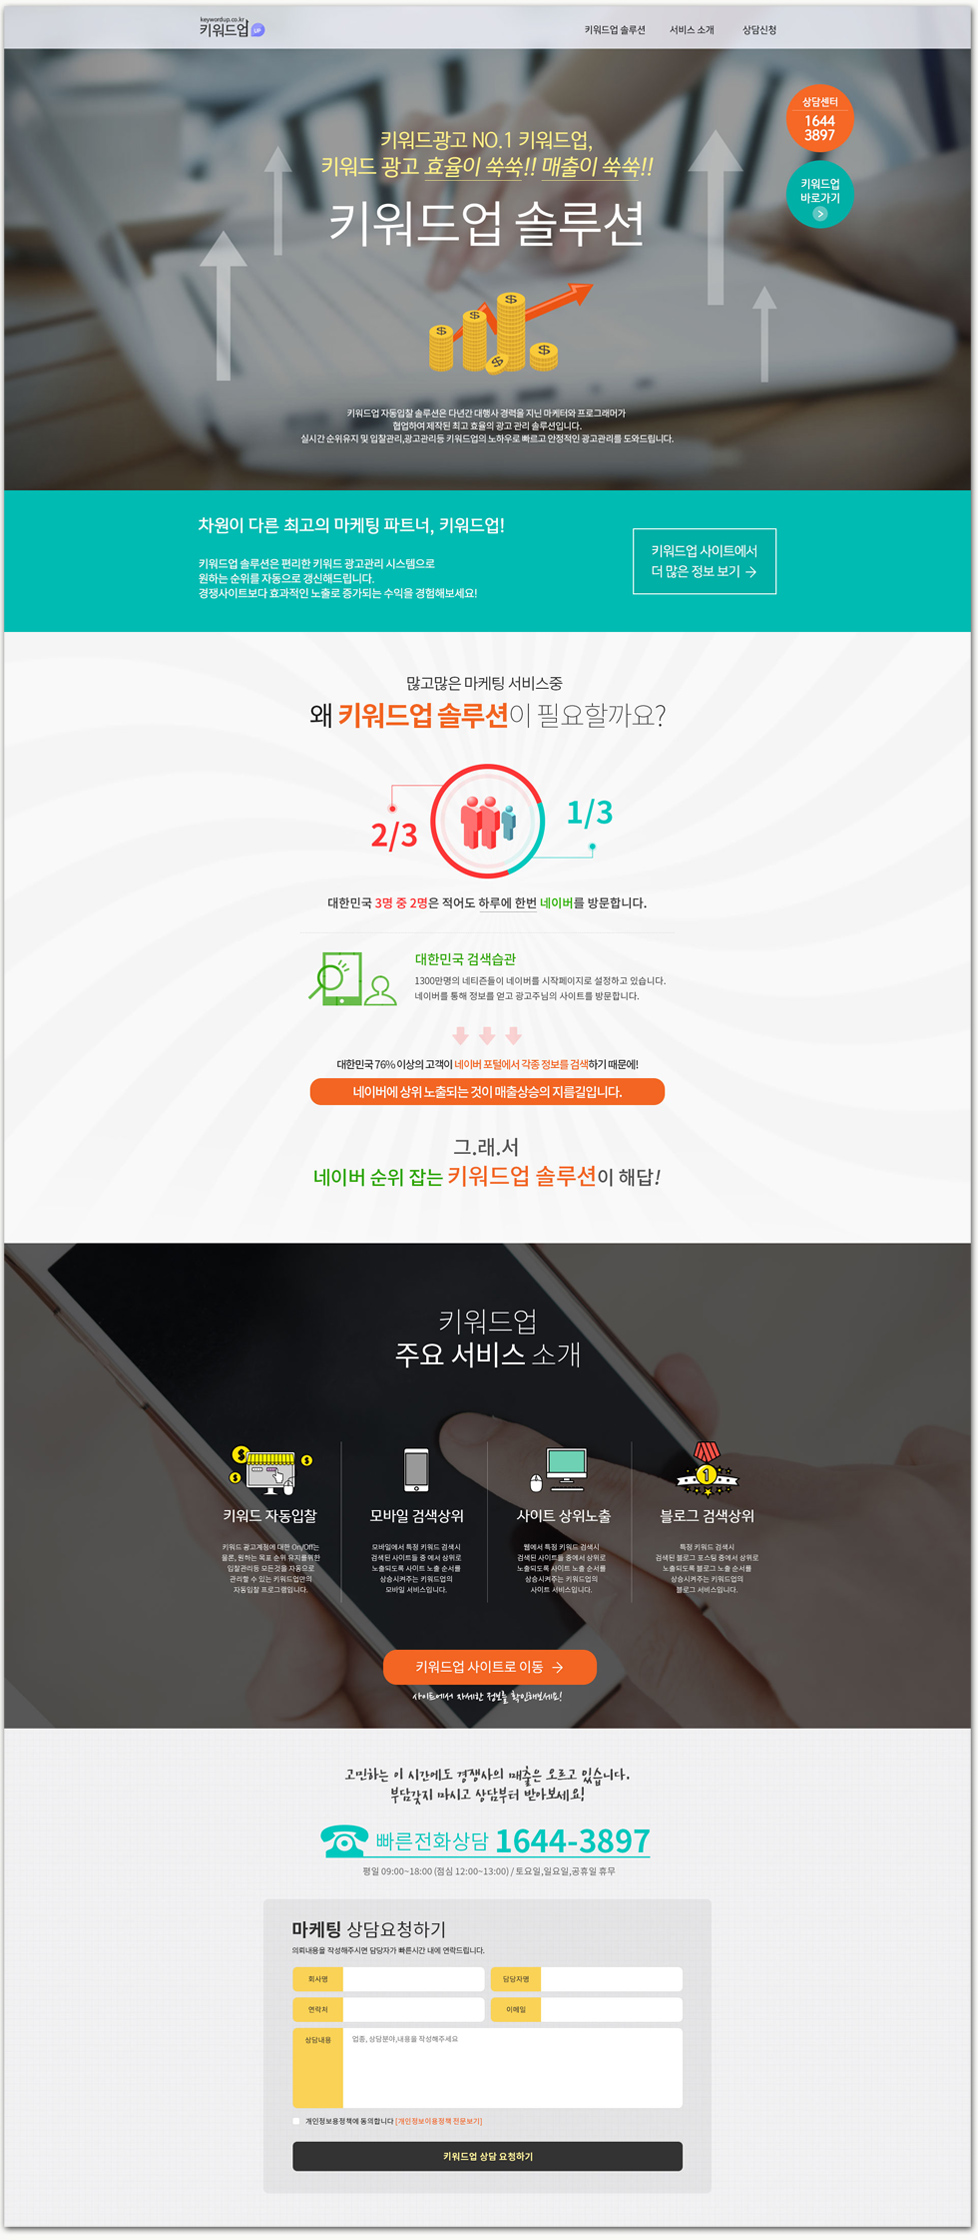 keywordup.co.kr
키워드업 UP
키워드업 솔루션 서비스 소개 상담신청
상담센터
1644
3897
키워드업
바로가기
키워드광고 NO.1 키워드업,
키워드 광고 효율이 쑥쑥!! 매출이 쑥쑥!!
키워드업 솔루션
키워드업 자동입찰 솔루션은 다년간 대행사 경력을 지닌 마케터와 프로그래머가
협업하여 제작된 최고 효율의 광고 관리 솔루션입니다.
실시간 순위유지 및 입찰관리,광고관리등 키워드업의 노하우로 빠르고 안정적인 광고관리를 도와드립니다.
차원이 다른 최고의 마케팅 파트너, 키워드업!
키워드업 솔루션은 편리한 키워드 광고관리 시스템으로
원하는 순위를 자동으로 갱신해드립니다.
경쟁사이트보다 효과적인 노출로 증가되는 수익을 경험해보세요!
키워드업 사이트에서
더 많은 정보 보기 →
많고많은 마케팅 서비스중
왜 키워드업 솔루션이 필요할까요?
2/3
1/3
대한민국 3명 중 2명은 적어도 하루에 한번 네이버를 방문합니다.
대한민국 검색습관
1300만명의 네티즌들이 네이버를 시작페이지로 설정하고 있습니다.
네이버를 통해 정보를 얻고 광고주님의 사이트를 방문합니다.
대한민국 76% 이상의 고객이 네이버 포털에서 각종 정보를 검색하기 때문에!
네이버에 상위 노출되는 것이 매출상승의 지름길입니다.
그.래.서
네이버 순위 잡는 키워드업 솔루션이 해답!
키워드업
주요 서비스 소개
키워드 자동입찰
키워드 광고계정에 대한 On/Off는
물론, 원하는 목표 순위 유지를위한
입찰관리등 모든것을 자동으로
관리할 수 있는 키워드업만의
자동입찰 프로그램입니다.
모바일 검색상위
모바일에서 특정 키워드 검색시
검색된 사이트들 중 에서 상위로
노출되도록 사이트 노출 순서를
상승시켜주는 키워드업의
모바일 서비스입니다.
사이트 상위노출
웹에서 특정 키워드 검색시
검색된 사이트들 중에서 상위로
노출되도록 사이트 노출 순서를
상승시켜주는 키워드업의
사이트 서비스입니다.
1
블로그 검색상위
특정 키워드 검색시
검색된 블로그 포스팅 중에서 상위로
노출되도록 블로그 노출 순서를
상승시켜주는 키워드업의
블로그 서비스입니다.
키워드업 사이트로 이동 →
사이트에서 자세한 정보를 확인해보세요!
고민하는 이 시간에도 경쟁사의 매출은 오르고 있습니다.
부담갖지 마시고 상담부터 받아보세요!
빠른전화상담 1644-3897
평일 09:00~18:00 (점심 12:00~13:00) / 토요일,일요일,공휴일 휴무
마케팅 상담요청하기
의뢰내용을 작성해주시면 담당자가 빠른시간 내에 연락드립니다.
회사명 담당자명
연락처 이메일
상담내용 업종, 상담분야,내용을 작성해주세요
개인정보용정책에 동의합니다 [개인정보이용정책 전문보기]
키워드업 상담 요청하기